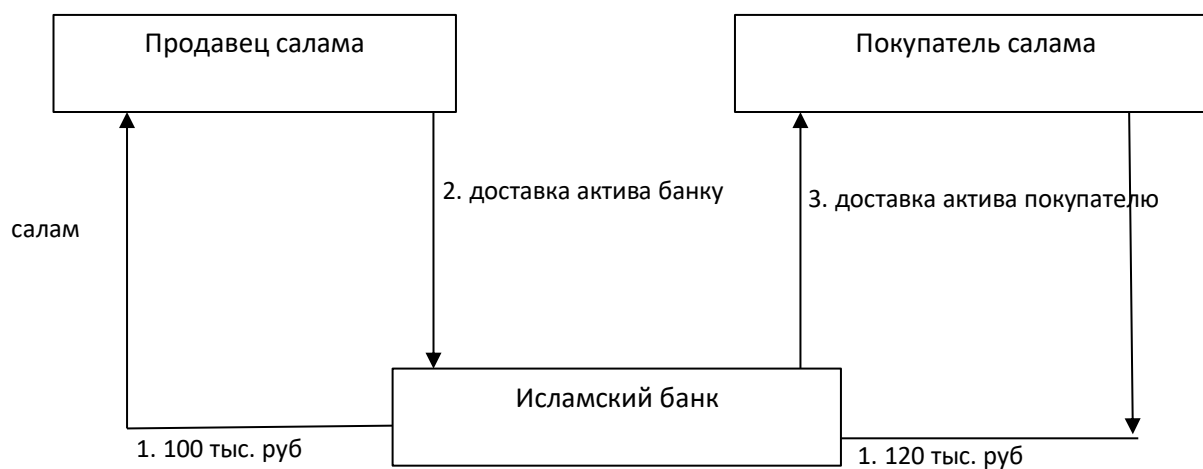 Продавец салама
Покупатель салама
2. доставка актива банку
3. доставка актива покупателю
салам
Исламский банк
1. 100 тыс. руб
1. 120 тыс. руб